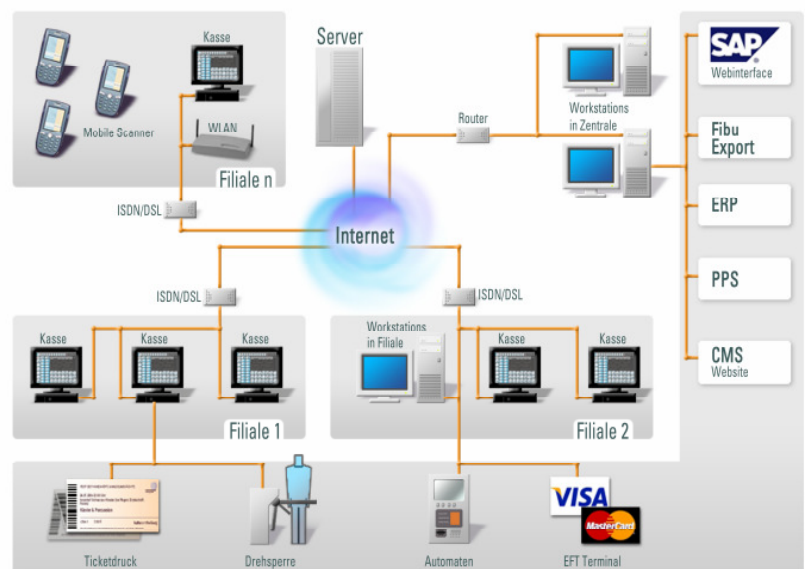 Kasse
Server
SAP
Webinterface
WLAN
Mobile Scanner
Filiale n
Router
Workstations
in Zentrale
Fibu
Export
ISDN/DSL
ERP
Internet
ISDN/DSL
ISDN/DSL
PPS
Kasse
Kasse
Kasse
Workstations
in Filiale
Kasse
Kasse
CMS
Website
Filiale 1
Filiale 2
VISA
MasterCard
Ticketdruck
Drehsperre
Automaten
EFT Terminal